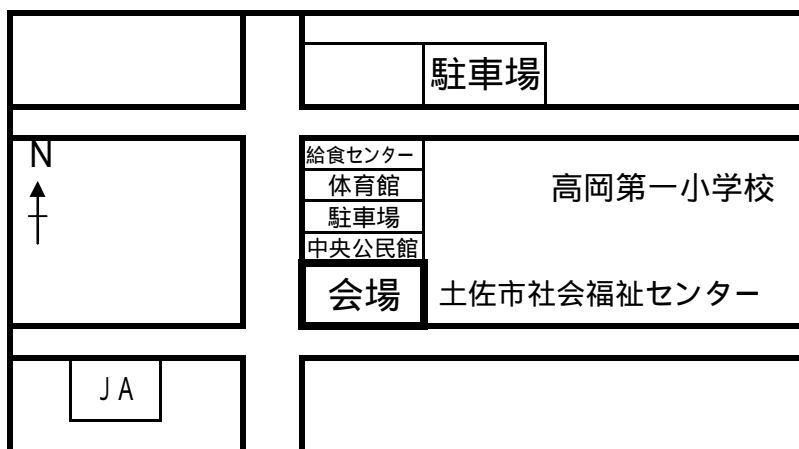 駐車場
N
給食センター
体育館
高岡第一小学校
駐車場
中央公民館
会場
土佐市社会福祉センター
ＪＡ